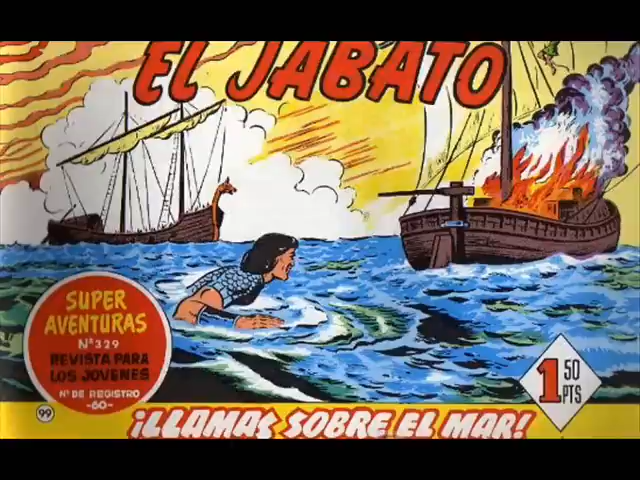 EL JABATO
SUPER
AVENTURAS
Nº 329
REVISTA PARA
LOS JOVENES
Nº DE REGISTRO
-60-
1 50
PTS
99
¡LLAMAS SOBRE EL MAR!